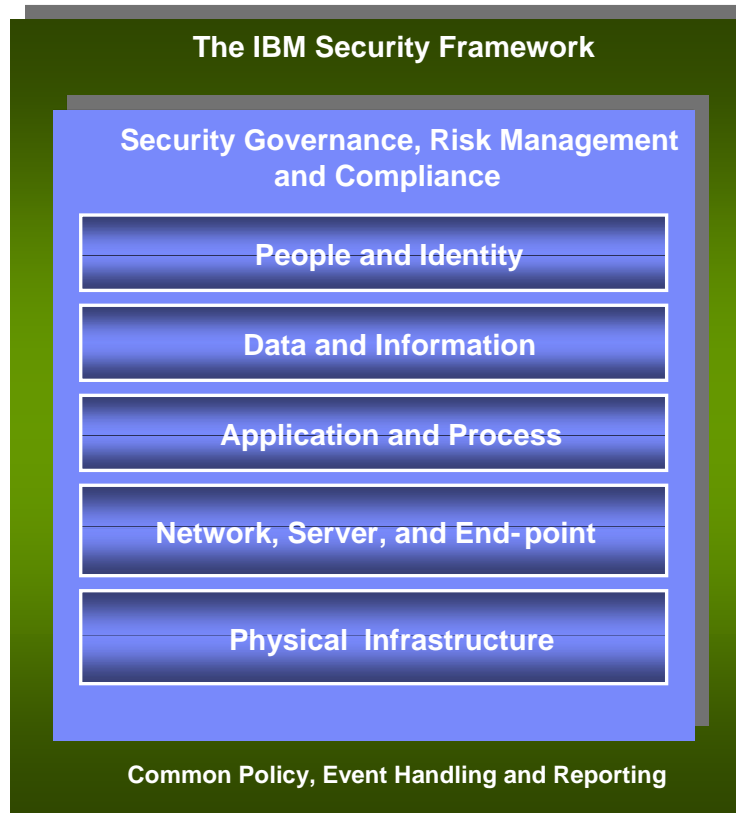 The IBM Security Framework
Security Governance, Risk Management
and Compliance
People and Identity
Data and Information
Application and Process
Network, Server, and End-point
Physical Infrastructure
Common Policy, Event Handling and Reporting